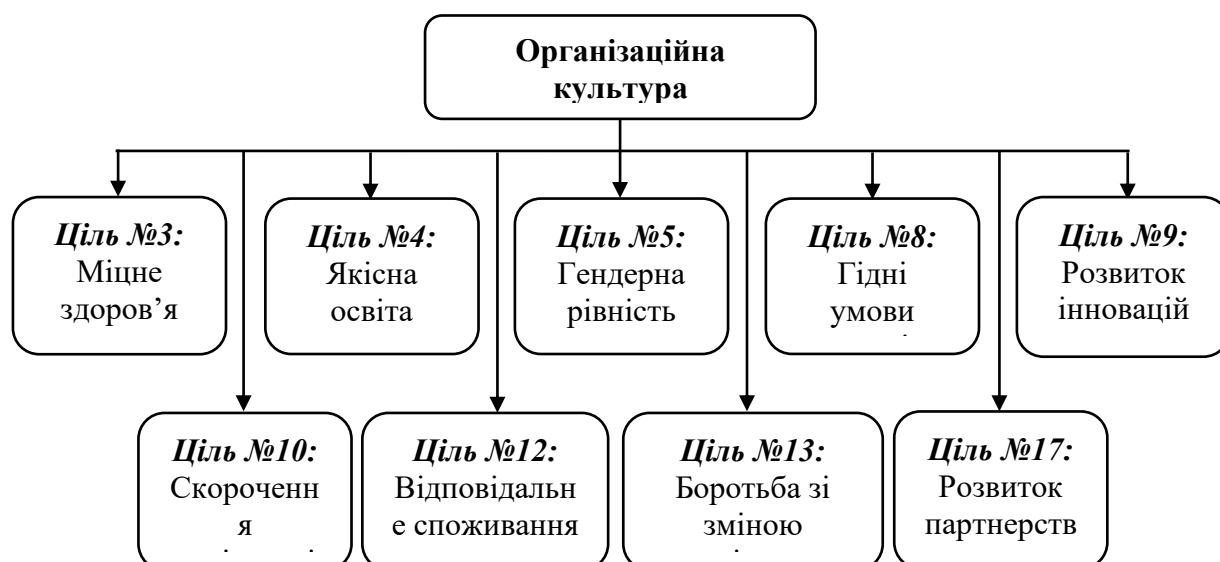 Організаційна
культура
Ціль №3:
Міцне
здоров’я
Ціль №4:
Якісна
освіта
Ціль №5:
Гендерна
рівність
Ціль №8:
Гідні
умови
Ціль №9:
Розвиток
інновацій
Ціль №10:
Скороченн
я
Ціль №12:
Відповідальн
е споживання
Ціль №13:
Боротьба зі
зміною
Ціль №17:
Розвиток
партнерств